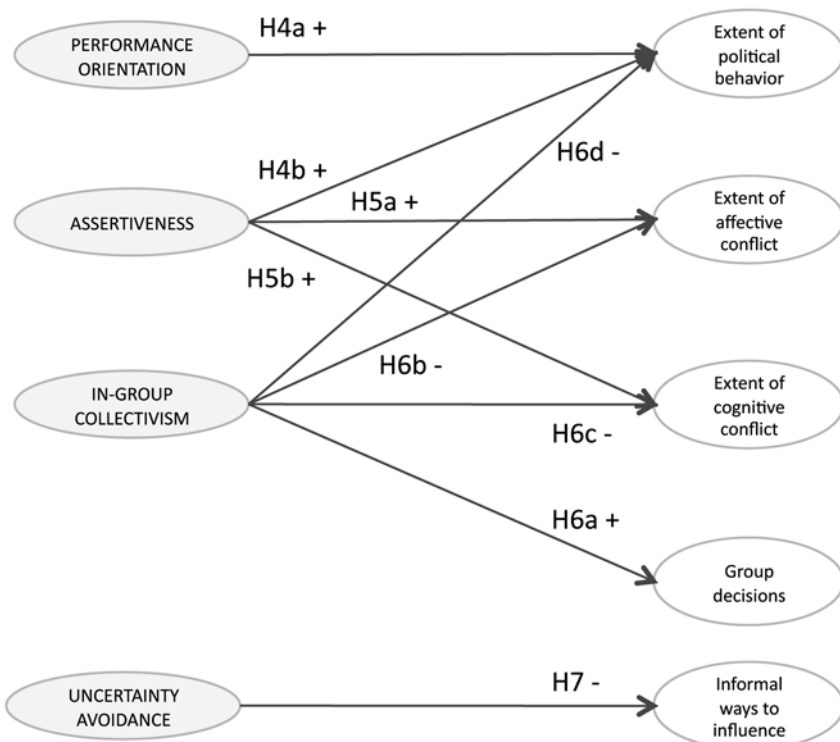 H4a +
PERFORMANCE
ORIENTATION
Extent of
political
behavior
H4b +
H6d -
ASSERTIVENESS
H5a +
Extent of
affective
conflict
H5b +
H6b -
IN-GROUP
COLLECTIVISM
Extent of
cognitive
conflict
H6c -
H6a +
Group
decisions
H7 -
UNCERTAINTY
AVOIDANCE
Informal
ways to
influence